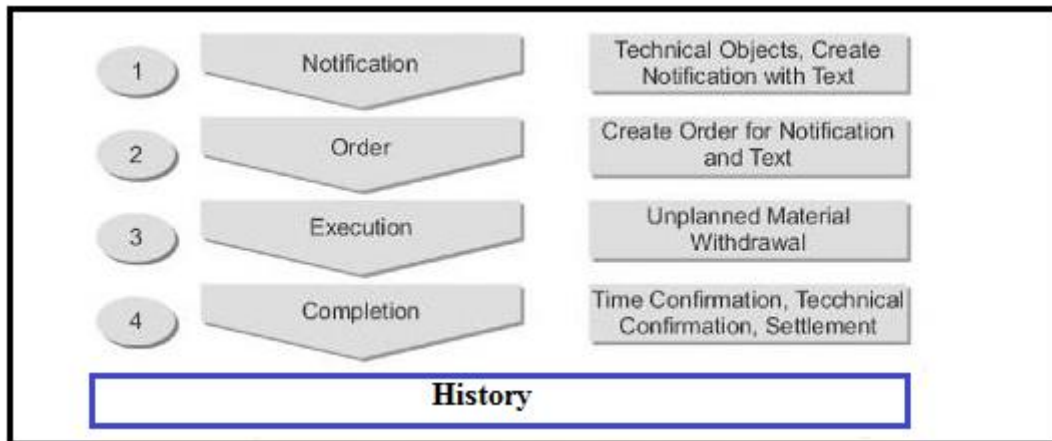 1
Notification
Technical Objects, Create
Notification with Text
2
Order
Create Order for Notification
and Text
3
Execution
Unplanned Material
Withdrawal
4
Completion
Time Confirmation, Tecchnical
Confirmation, Settlement
History